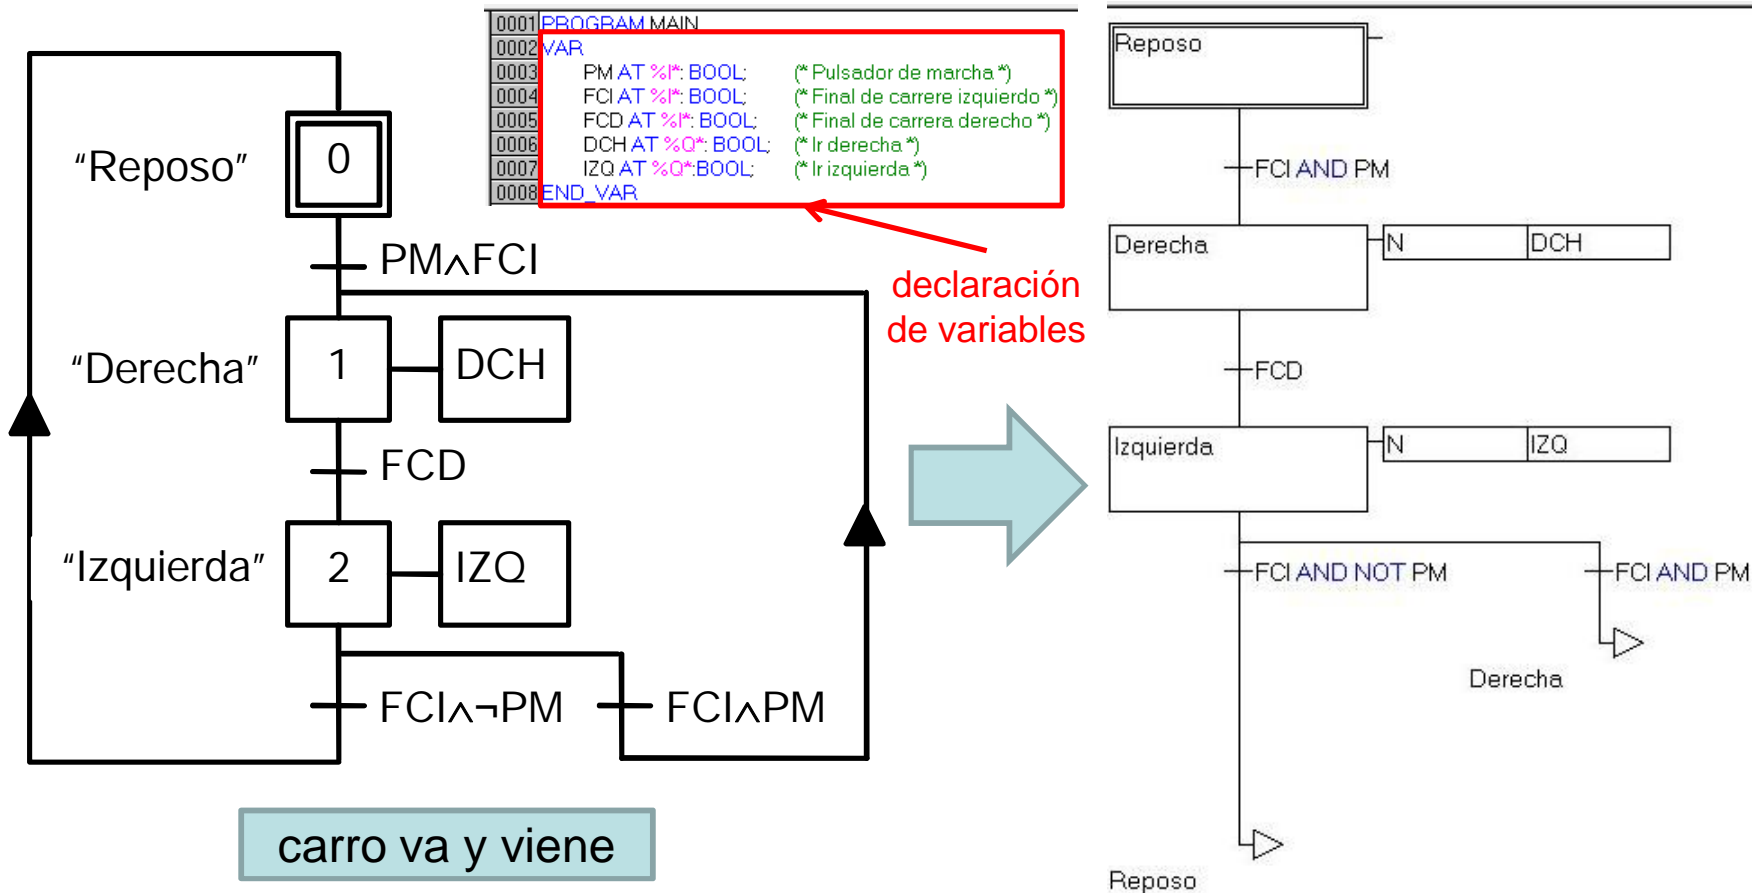 0001 PROGRAM MAIN
0002 VAR
0003 PM AT %I*: BOOL; (* Pulsador de marcha *)
0004 FCI AT %I*: BOOL; (* Final de carrere izquierdo *)
0005 FCD AT %I*: BOOL; (* Final de carrera derecho *)
0006 DCH AT %Q*: BOOL; (* Ir derecha *)
0007 IZQ AT %Q*:BOOL; (* Ir izquierda *)
0008 END_VAR
declaración
de variables
“Reposo”
0
PM∧FCI
“Derecha”
1
DCH
FCD
“Izquierda”
2
IZQ
FCI∧¬PM
FCI∧PM
carro va y viene
Reposo
FCI AND PM
Derecha
N
DCH
FCD
Izquierda
N
IZQ
FCI AND NOT PM
FCI AND PM
Derecha
Reposo